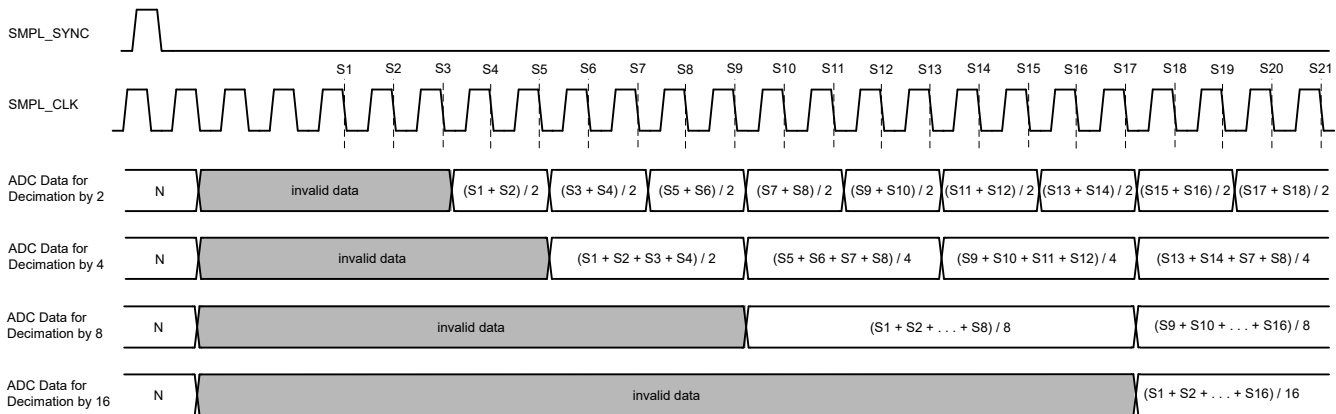 SMPL_SYNC
S1 S2 S3 S4 S5 S6 S7 S8 S9 S10 S11 S12 S13 S14 S15 S16 S17 S18 S19 S20 S21
SMPL_CLK
ADC Data for
Decimation by 2
N invalid data (S1 + S2) / 2 (S3 + S4) / 2 (S5 + S6) / 2 (S7 + S8) / 2 (S9 + S10) / 2 (S11 + S12) / 2 (S13 + S14) / 2 (S15 + S16) / 2 (S17 + S18) / 2
ADC Data for
Decimation by 4
N invalid data (S1 + S2 + S3 + S4) / 2 (S5 + S6 + S7 + S8) / 4 (S9 + S10 + S11 + S12) / 4 (S13 + S14 + S7 + S8) / 4
ADC Data for
Decimation by 8
N invalid data (S1 + S2 + . . . + S8) / 8 (S9 + S10 + . . . + S16) / 8
ADC Data for
Decimation by 16
N invalid data (S1 + S2 + . . . + S16) / 16